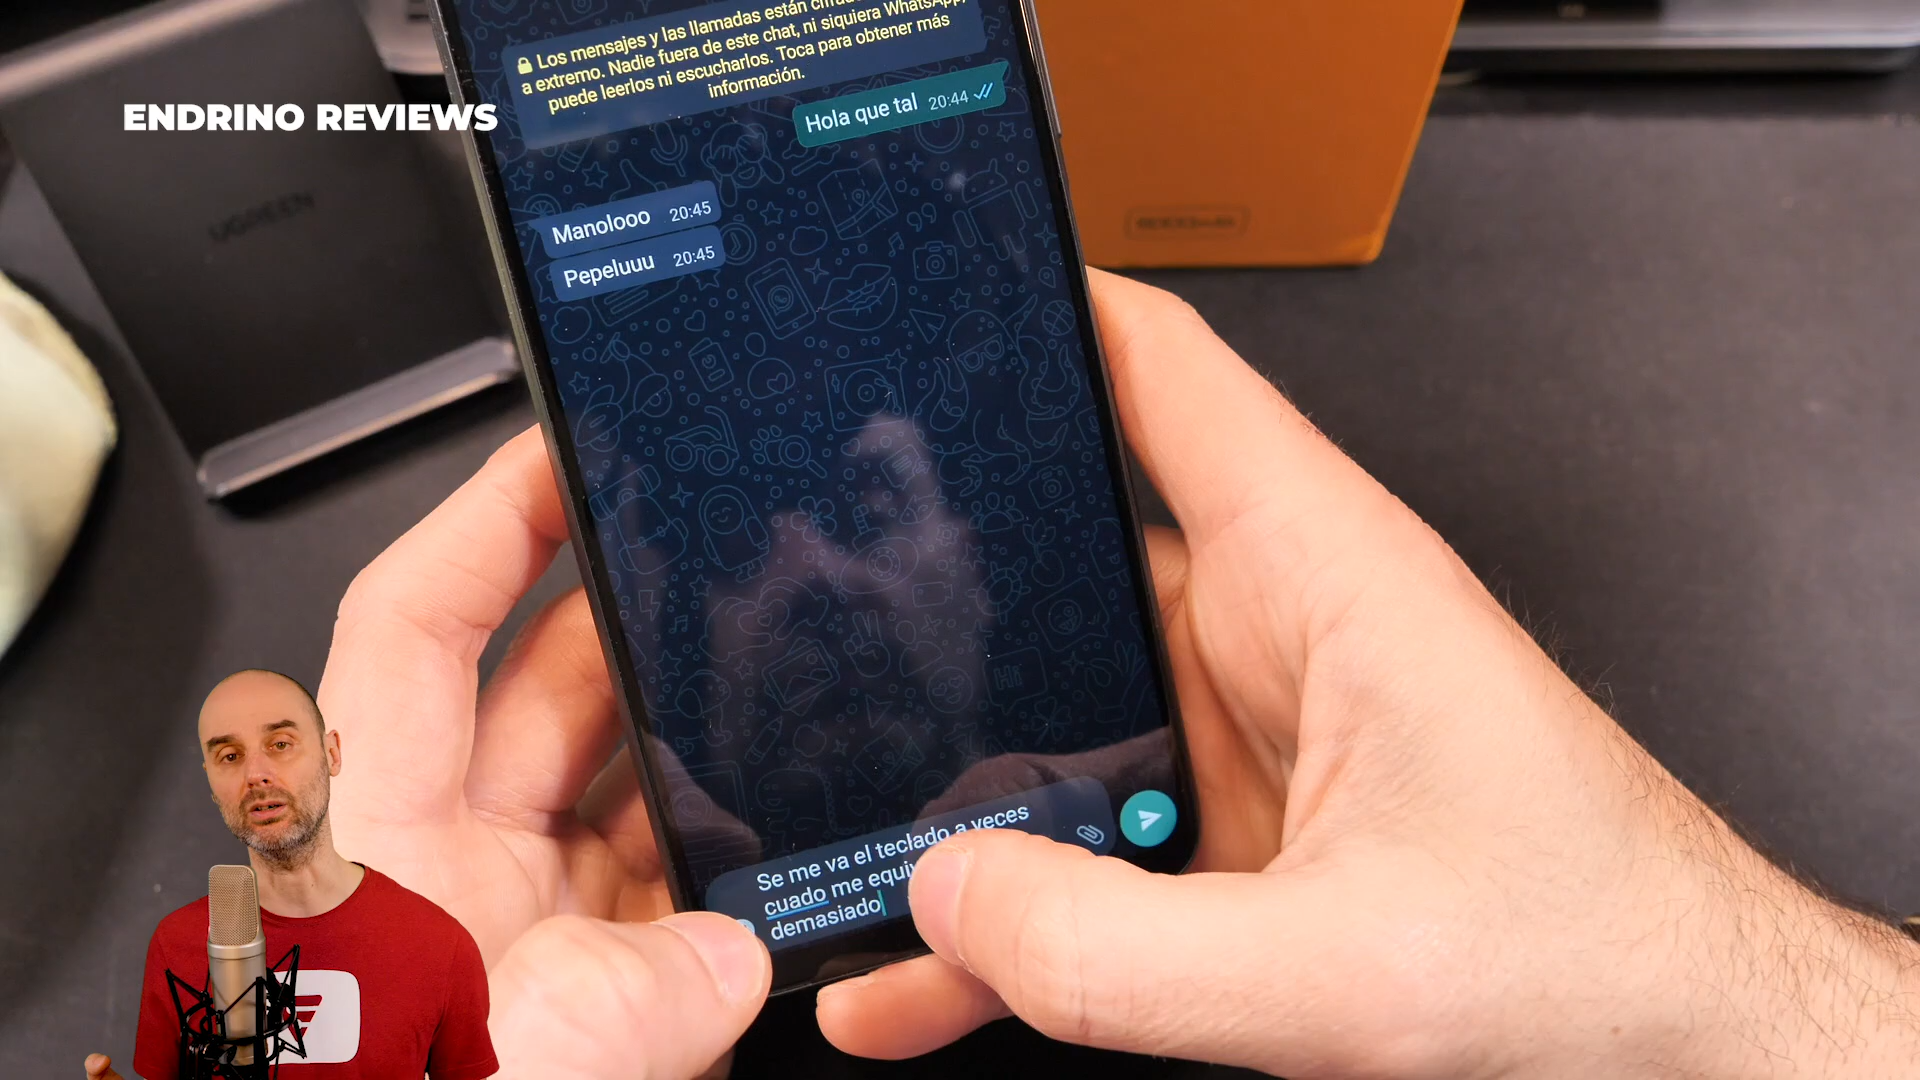 ENDRINO REVIEWS
Los mensajes y las llamadas están
a extremo. Nadie fuera de este chat, ni siquiera WhatsApp,
puede leerlos ni escucharlos. Toca para obtener más
información.
Hola que tal 20:44
Manolooo 20:45
Pepeluuu 20:45
UGREEN
Hi
Se me va el teclado a veces
cuado me
demasiado